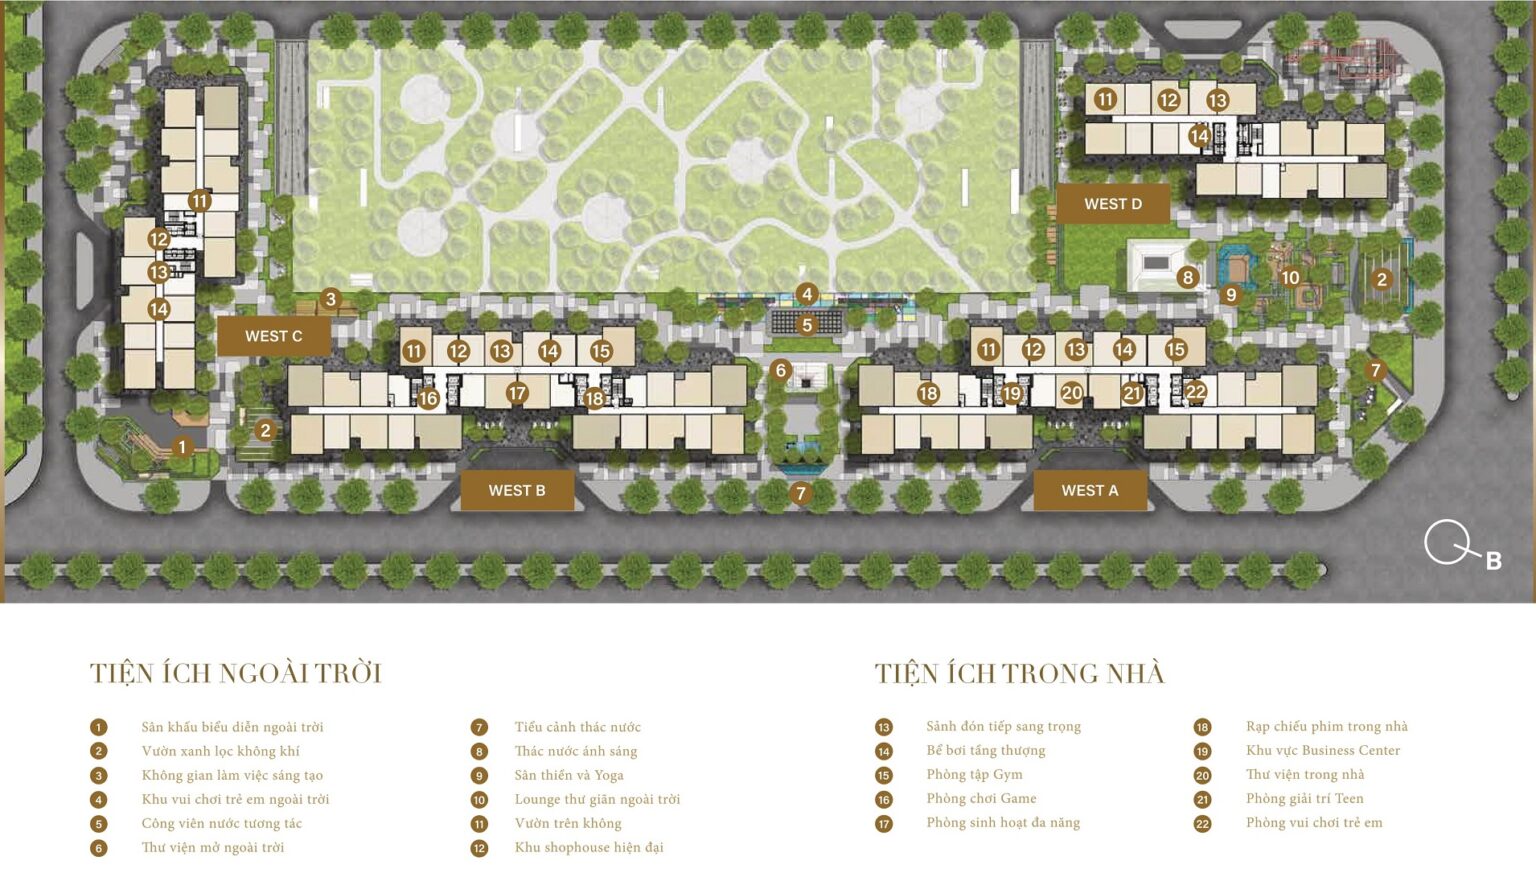 11
12
13
14
11
12
13
14
WEST D
8
9
10
2
3
4
5
WEST C
11
12
13
14
15
6
11
12
13
14
15
7
16
17
18
18
19
20
21
22
1
2
WEST B
7
WEST A
B
TIỆN ÍCH NGOÀI TRỜI
1 Sân khấu biểu diễn ngoài trời
2 Vườn xanh lọc không khí
3 Không gian làm việc sáng tạo
4 Khu vui chơi trẻ em ngoài trời
5 Công viên nước tương tác
6 Thư viện mở ngoài trời
7 Tiểu cảnh thác nước
8 Thác nước ánh sáng
9 Sân thiền và Yoga
10 Lounge thư giãn ngoài trời
11 Vườn trên không
12 Khu shophouse hiện đại
TIỆN ÍCH TRONG NHÀ
13 Sảnh đón tiếp sang trọng
14 Bể bơi tầng thượng
15 Phòng tập Gym
16 Phòng chơi Game
17 Phòng sinh hoạt đa năng
18 Rạp chiếu phim trong nhà
19 Khu vực Business Center
20 Thư viện trong nhà
21 Phòng giải trí Teen
22 Phòng vui chơi trẻ em